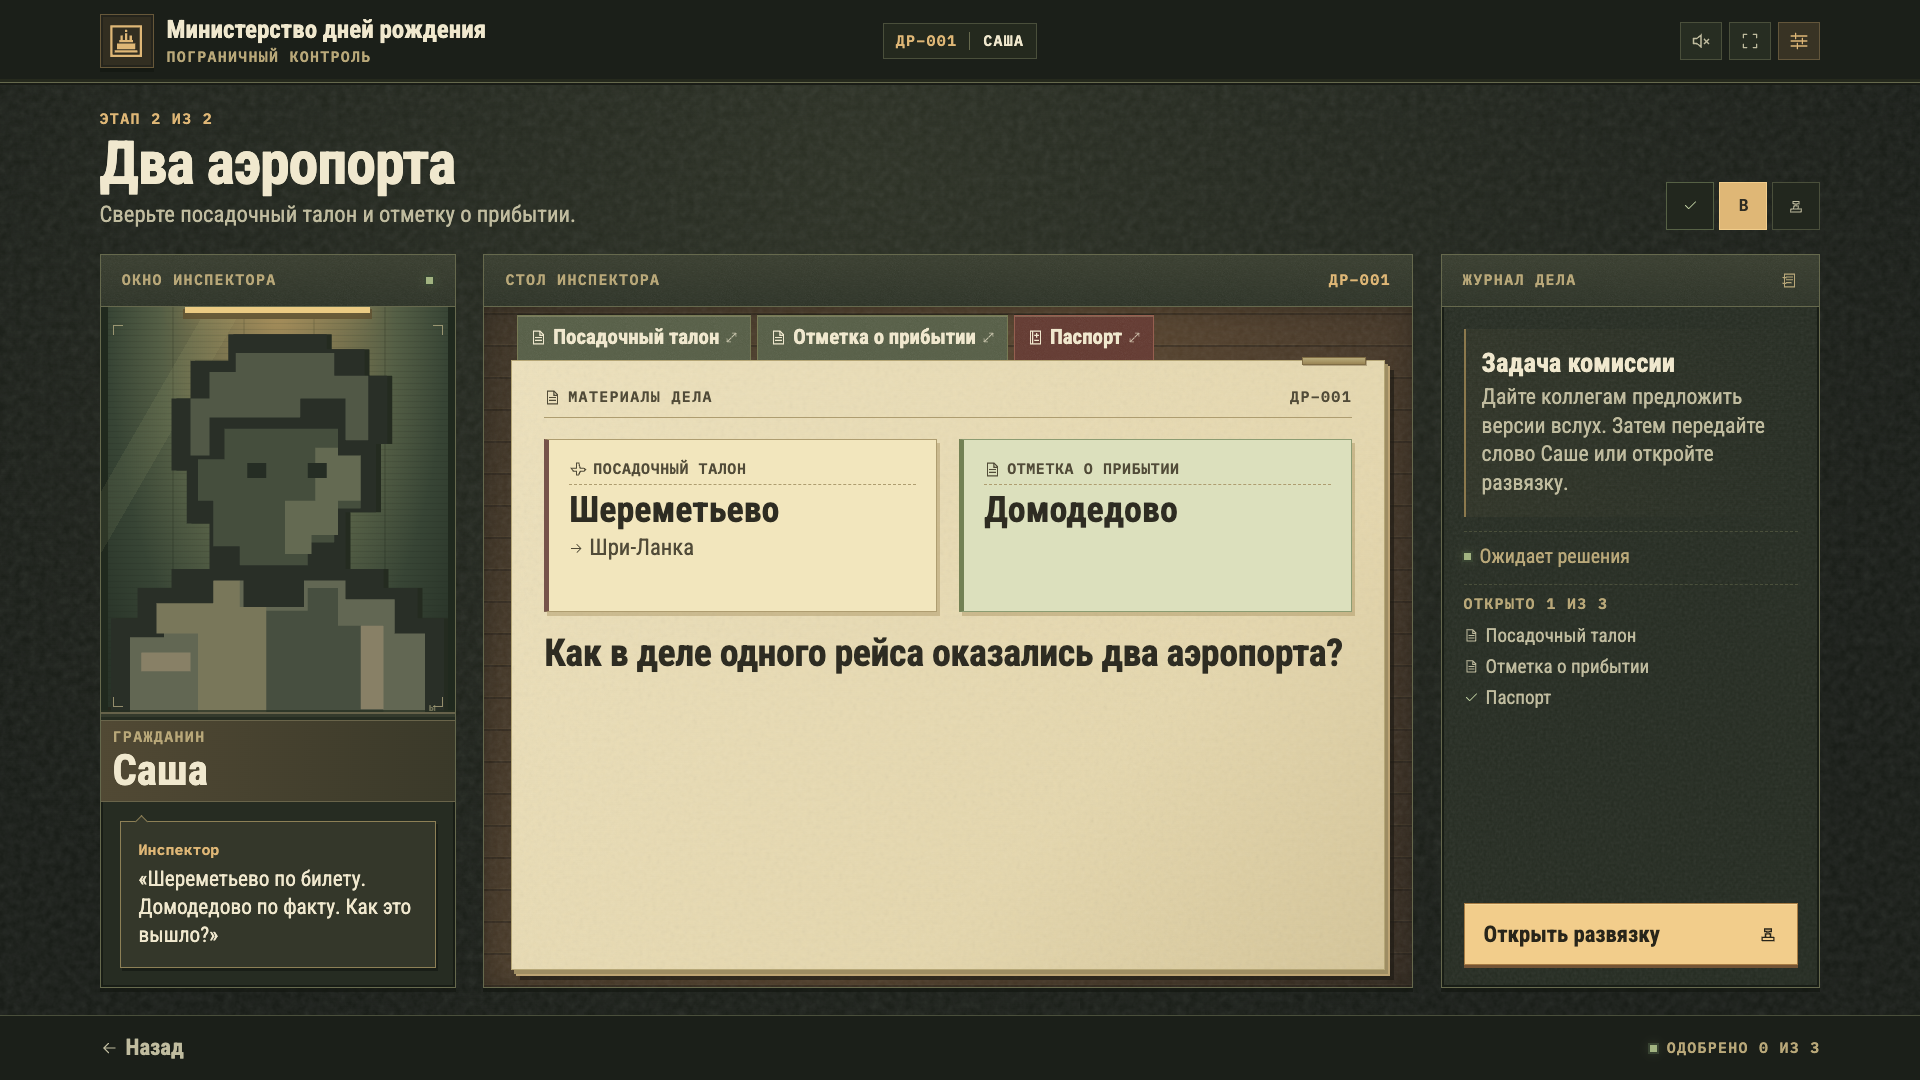 Министерство дней рождения
ПОГРАНИЧНЫЙ КОНТРОЛЬ
ДР-001 | САША
ЭТАП 2 ИЗ 2
Два аэропорта
Сверьте посадочный талон и отметку о прибытии.
В
ОКНО ИНСПЕКТОРА
ГРАЖДАНИН
Саша
Инспектор
«Шереметьево по билету.
Домодедово по факту. Как это
вышло?»
СТОЛ ИНСПЕКТОРА
ДР-001
Посадочный талон
Отметка о прибытии
Паспорт
МАТЕРИАЛЫ ДЕЛА
ДР-001
ПОСАДОЧНЫЙ ТАЛОН
Шереметьево
→ Шри-Ланка
ОТМЕТКА О ПРИБЫТИИ
Домодедово
Как в деле одного рейса оказались два аэропорта?
ЖУРНАЛ ДЕЛА
Задача комиссии
Дайте коллегам предложить
версии вслух. Затем передайте
слово Саше или откройте
развязку.
Ожидает решения
ОТКРЫТО 1 ИЗ 3
Посадочный талон
Отметка о прибытии
Паспорт
Открыть развязку
← Назад
ОДОБРЕНО 0 ИЗ 3